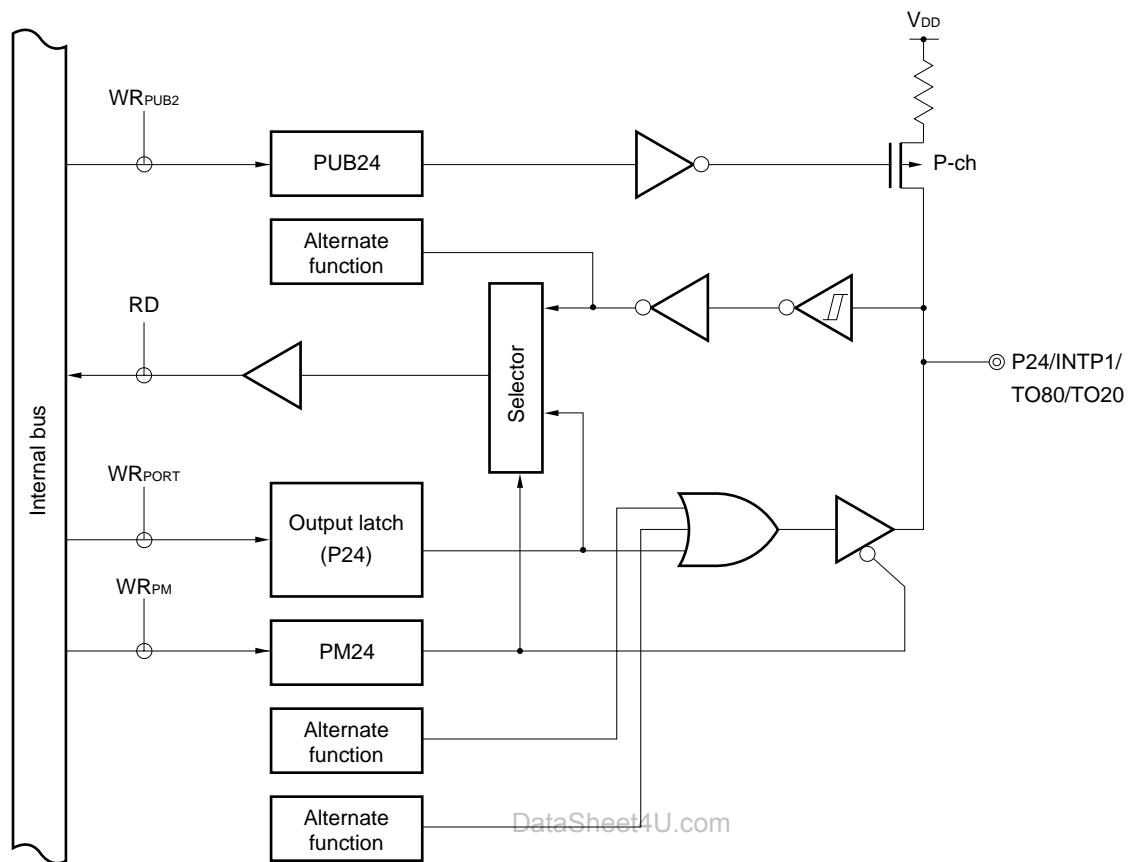 VDD
WRPUB2
PUB24
P-ch
Alternate
function
RD
Selector
P24/INTP1/
TO80/TO20
Internal bus
WRPORT
Output latch
(P24)
WRPM
PM24
Alternate
function
Alternate
function
DataSheet4U.com